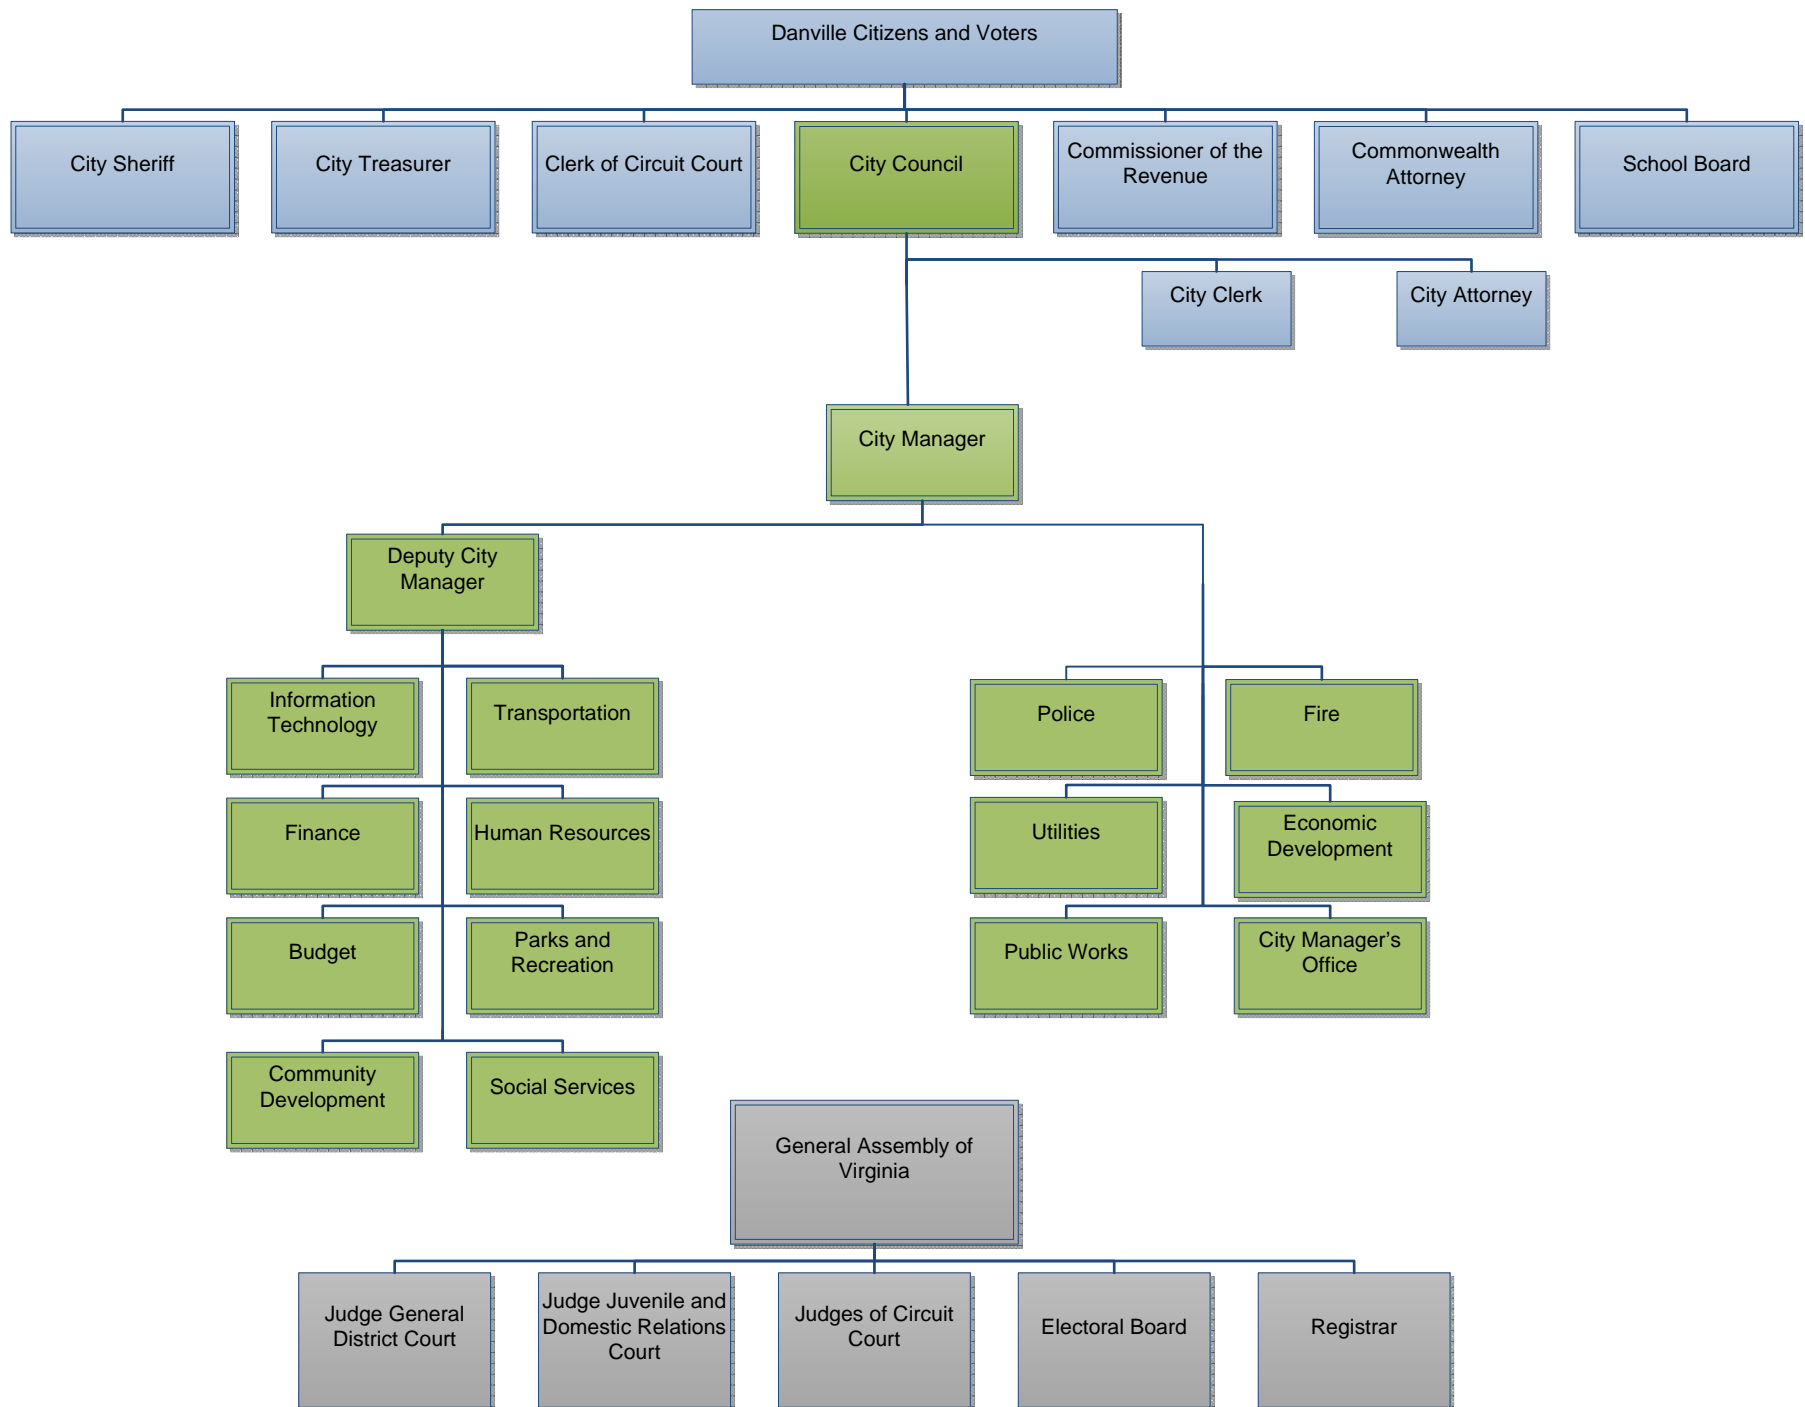 Danville Citizens and Voters
City Sheriff
City Treasurer
Clerk of Circuit Court
City Council
Commissioner of the
Revenue
Commonwealth
Attorney
School Board
City Clerk
City Attorney
City Manager
Deputy City
Manager
Information
Technology
Transportation
Police
Fire
Finance
Human Resources
Utilities
Economic
Development
Budget
Parks and
Recreation
Public Works
City Manager’s
Office
Community
Development
Social Services
General Assembly of
Virginia
Judge General
District Court
Judge Juvenile and
Domestic Relations
Court
Judges of Circuit
Court
Electoral Board
Registrar